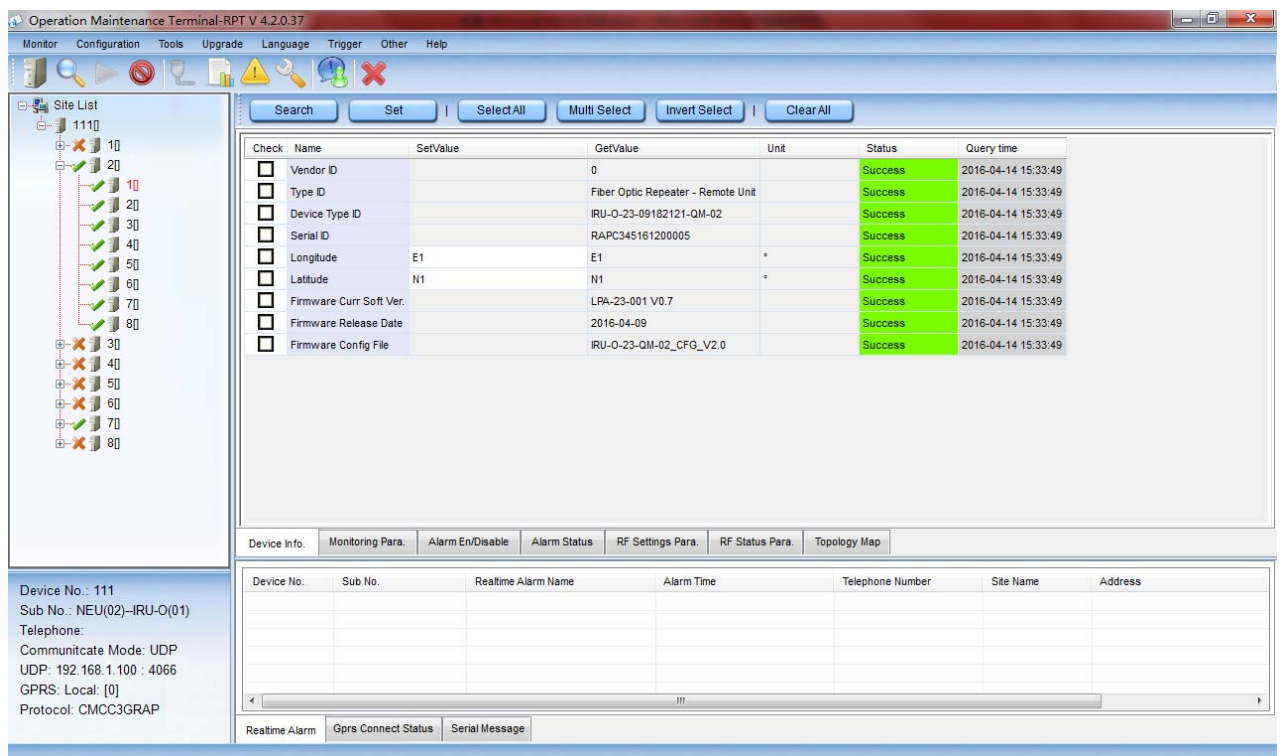 Operation Maintenance Terminal-RPT V 4.2.0.37
Monitor Configuration Tools Upgrade Language Trigger Other Help
Site List
111[]
1[]
2[]
1[]
2[]
3[]
4[]
5[]
6[]
7[]
8[]
3[]
4[]
5[]
6[]
7[]
8[]
Device No.: 111
Sub No.: NEU(02)--IRU-O(01)
Telephone:
Communitcate Mode: UDP
UDP: 192.168.1.100 : 4066
GPRS: Local: [0]
Protocol: CMCC3GRAP
Search Set | Select All Multi Select Invert Select | Clear All
Check Name SetValue GetValue Unit Status Query time
Vendor ID 0 Success 2016-04-14 15:33:49
Type ID Fiber Optic Repeater - Remote Unit Success 2016-04-14 15:33:49
Device Type ID IRU-O-23-09182121-QM-02 Success 2016-04-14 15:33:49
Serial ID RAPC345161200005 Success 2016-04-14 15:33:49
Longitude E1 E1 ° Success 2016-04-14 15:33:49
Latitude N1 N1 ° Success 2016-04-14 15:33:49
Firmware Curr Soft Ver. LPA-23-001 V0.7 Success 2016-04-14 15:33:49
Firmware Release Date 2016-04-09 Success 2016-04-14 15:33:49
Firmware Config File IRU-O-23-QM-02_CFG_V2.0 Success 2016-04-14 15:33:49
Device Info. Monitoring Para. Alarm En/Disable Alarm Status RF Settings Para. RF Status Para. Topology Map
Device No. Sub No. Realtime Alarm Name Alarm Time Telephone Number Site Name Address
Realtime Alarm Gprs Connect Status Serial Message